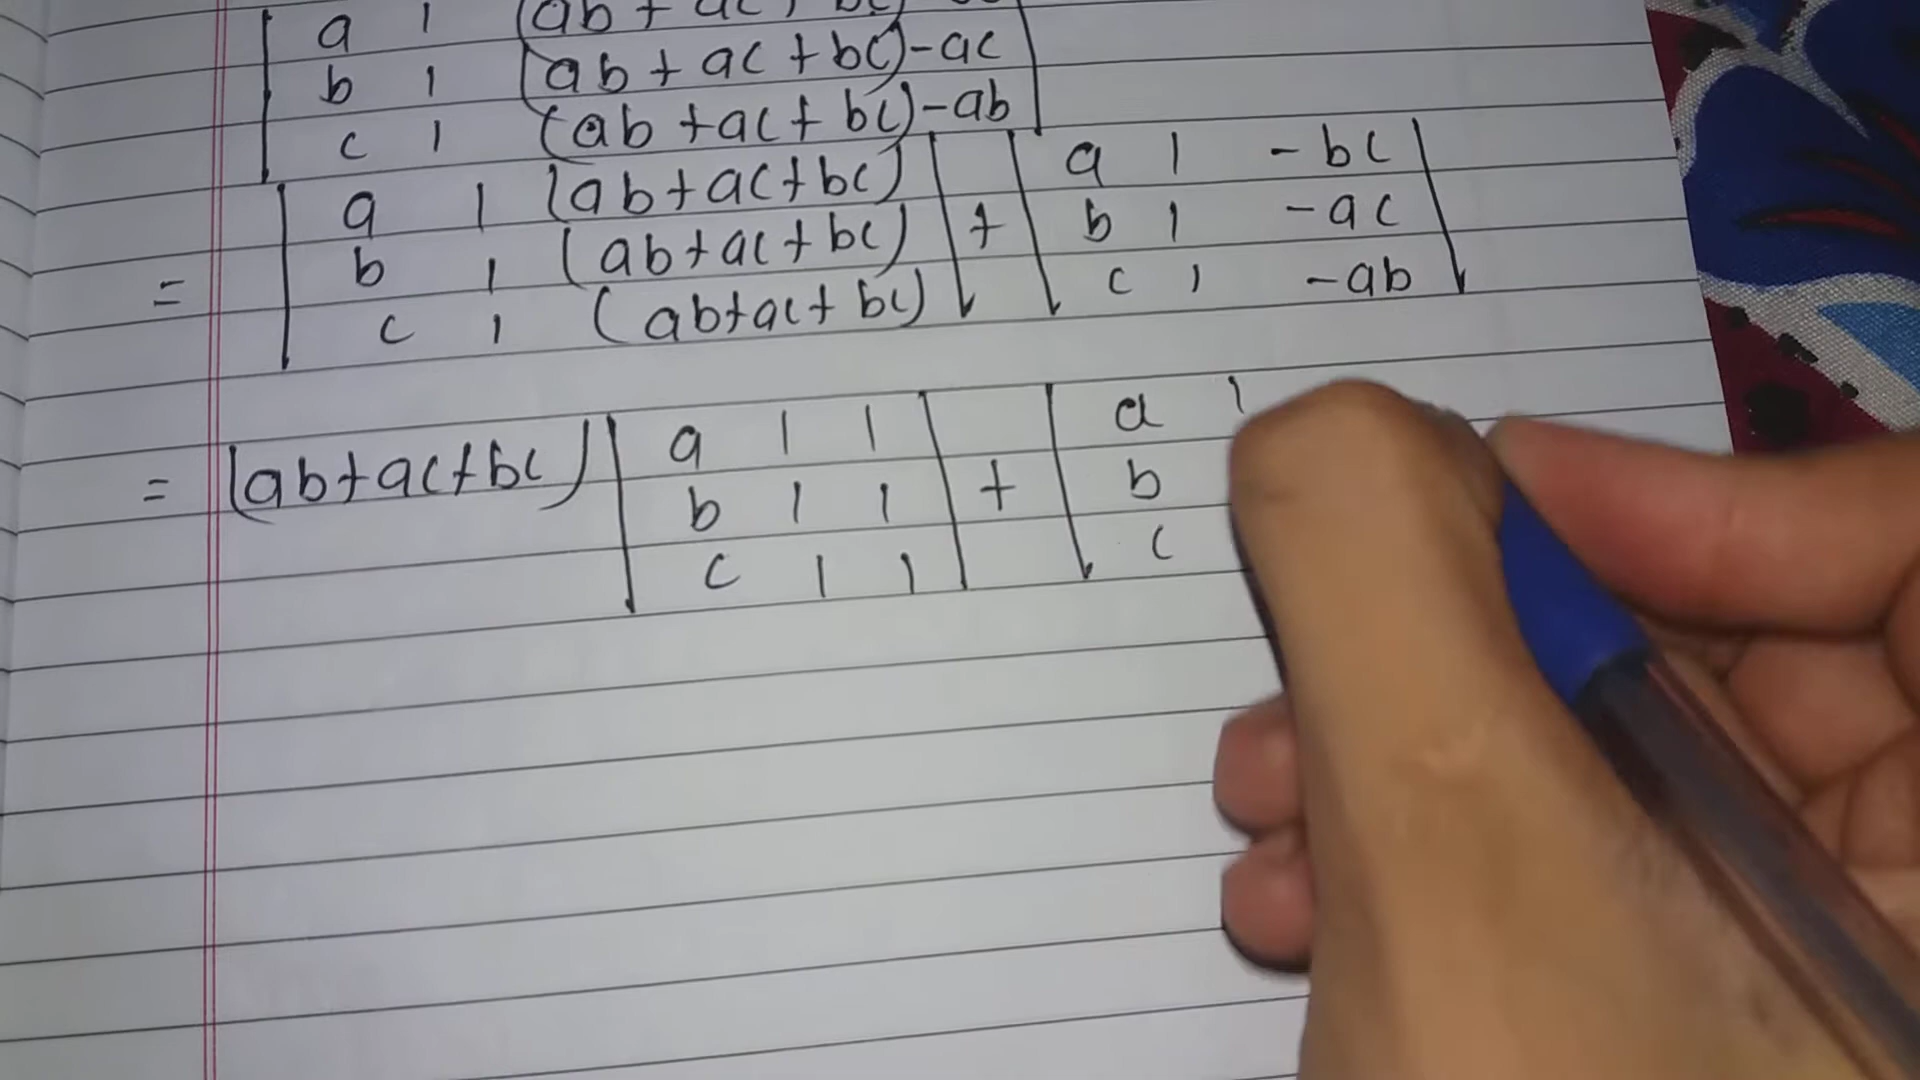 a 1 (ab + ac + bc)
b 1 (ab + ac + bc) - ac
c 1 (ab + ac + bc) - ab
= | a 1 (ab+ac+bc) | + | a 1 - bc |
| b 1 (ab+ac+bc) | | b 1 - ac |
| c 1 (ab+ac+bc) | | c 1 - ab |
= (ab+ac+bc) | a 1 1 | + | a 1
| b 1 1 | | b
| c 1 1 | | c